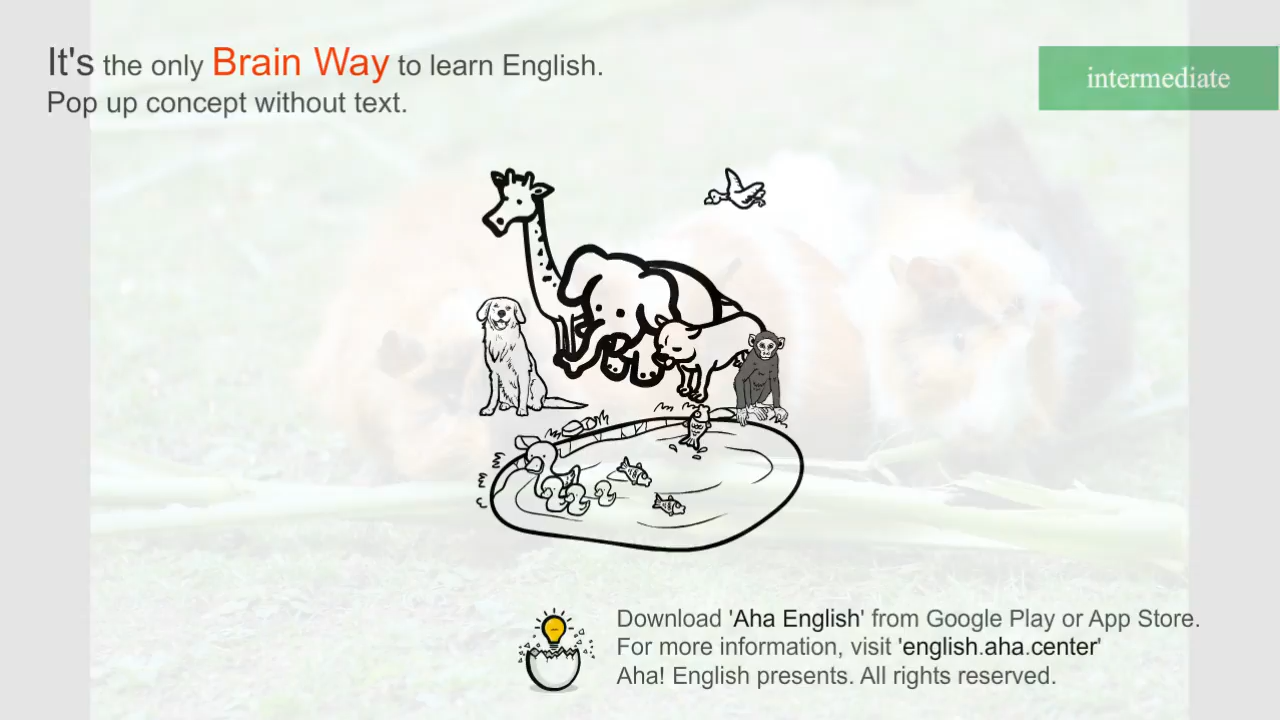 It's the only Brain Way to learn English.
Pop up concept without text.
intermediate
Download 'Aha English' from Google Play or App Store.
For more information, visit 'english.aha.center'
Aha! English presents. All rights reserved.